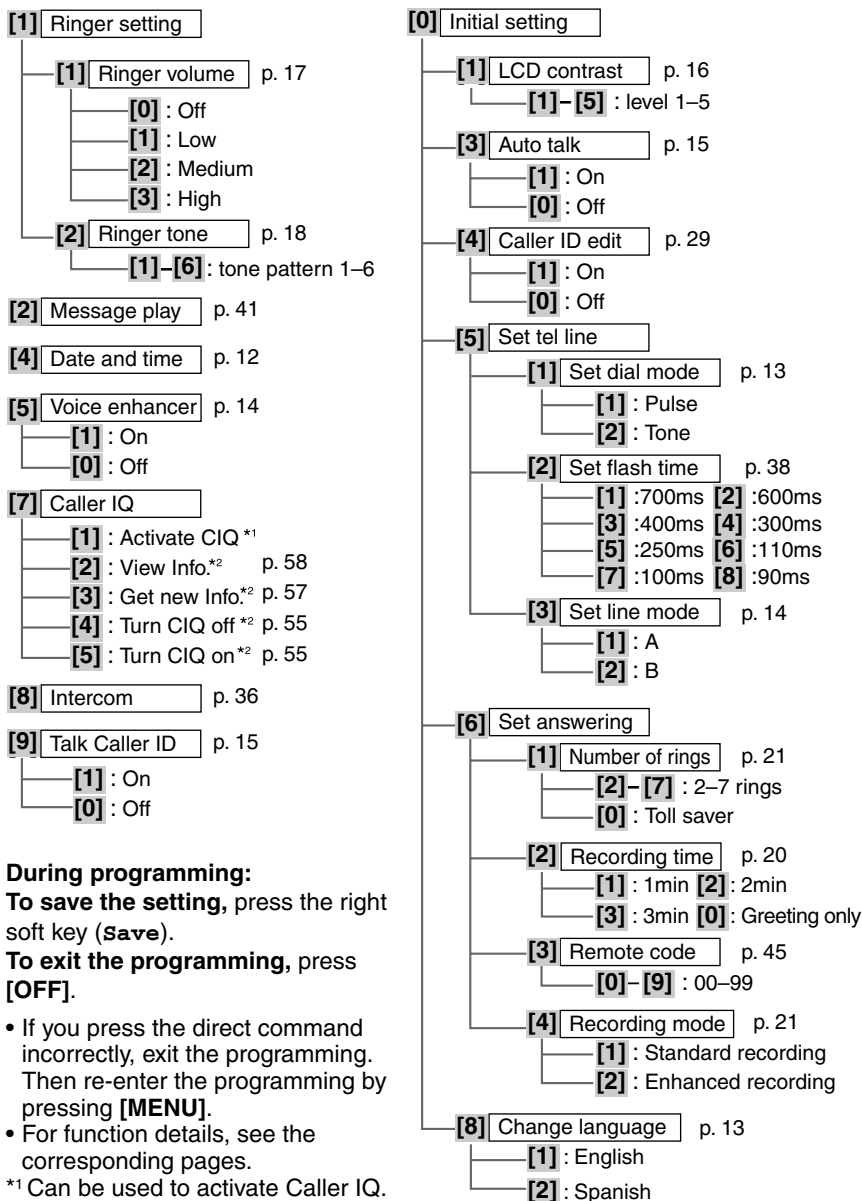 [1] Ringer setting
[1] Ringer volume p. 17
[0] : Off
[1] : Low
[2] : Medium
[3] : High
[2] Ringer tone p. 18
[1]–[6] : tone pattern 1–6
[2] Message play p. 41
[4] Date and time p. 12
[5] Voice enhancer p. 14
[1] : On
[0] : Off
[7] Caller IQ
[1] : Activate CIQ *1
[2] : View Info.*2 p. 58
[3] : Get new Info.*2 p. 57
[4] : Turn CIQ off *2 p. 55
[5] : Turn CIQ on *2 p. 55
[8] Intercom p. 36
[9] Talk Caller ID p. 15
[1] : On
[0] : Off
During programming:
To save the setting, press the right
soft key (Save).
To exit the programming, press
[OFF].
• If you press the direct command
incorrectly, exit the programming.
Then re-enter the programming by
pressing [MENU].
• For function details, see the
corresponding pages.
*1 Can be used to activate Caller IQ.
[0] Initial setting
[1] LCD contrast p. 16
[1]–[5] : level 1–5
[3] Auto talk p. 15
[1] : On
[0] : Off
[4] Caller ID edit p. 29
[1] : On
[0] : Off
[5] Set tel line
[1] Set dial mode p. 13
[1] : Pulse
[2] : Tone
[2] Set flash time p. 38
[1] :700ms [2] :600ms
[3] :400ms [4] :300ms
[5] :250ms [6] :110ms
[7] :100ms [8] :90ms
[3] Set line mode p. 14
[1] : A
[2] : B
[6] Set answering
[1] Number of rings p. 21
[2]–[7] : 2–7 rings
[0] : Toll saver
[2] Recording time p. 20
[1] : 1min [2] : 2min
[3] : 3min [0] : Greeting only
[3] Remote code p. 45
[0]–[9] : 00–99
[4] Recording mode p. 21
[1] : Standard recording
[2] : Enhanced recording
[8] Change language p. 13
[1] : English
[2] : Spanish